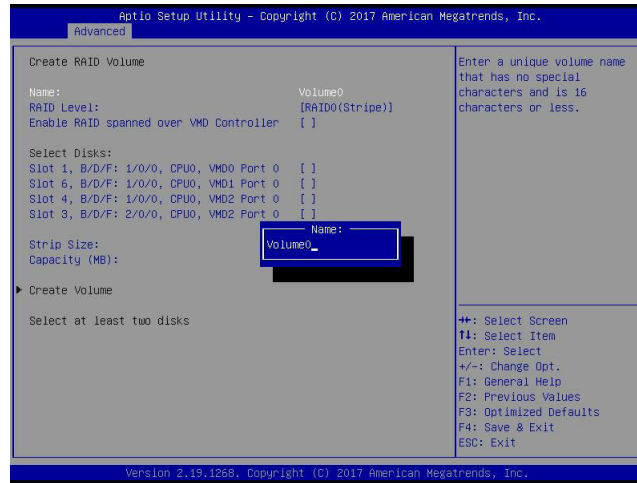 Aptio Setup Utility – Copyright (C) 2017 American Megatrends, Inc.
Advanced
Create RAID Volume
Name: Volume0
RAID Level: [RAID0(Stripe)]
Enable RAID spanned over VMD Controller [ ]
Select Disks:
Slot 1, B/D/F: 1/0/0, CPU0, VMD0 Port 0 [ ]
Slot 6, B/D/F: 1/0/0, CPU0, VMD1 Port 0 [ ]
Slot 4, B/D/F: 1/0/0, CPU0, VMD2 Port 0 [ ]
Slot 3, B/D/F: 2/0/0, CPU0, VMD2 Port 0 [ ]
Name:
Volume0_
Strip Size:
Capacity (MB):
Create Volume
Select at least two disks
Enter a unique volume name
that has no special
characters and is 16
characters or less.
→←: Select Screen
↑↓: Select Item
Enter: Select
+/-: Change Opt.
F1: General Help
F2: Previous Values
F3: Optimized Defaults
F4: Save & Exit
ESC: Exit
Version 2.19.1268. Copyright (C) 2017 American Megatrends, Inc.